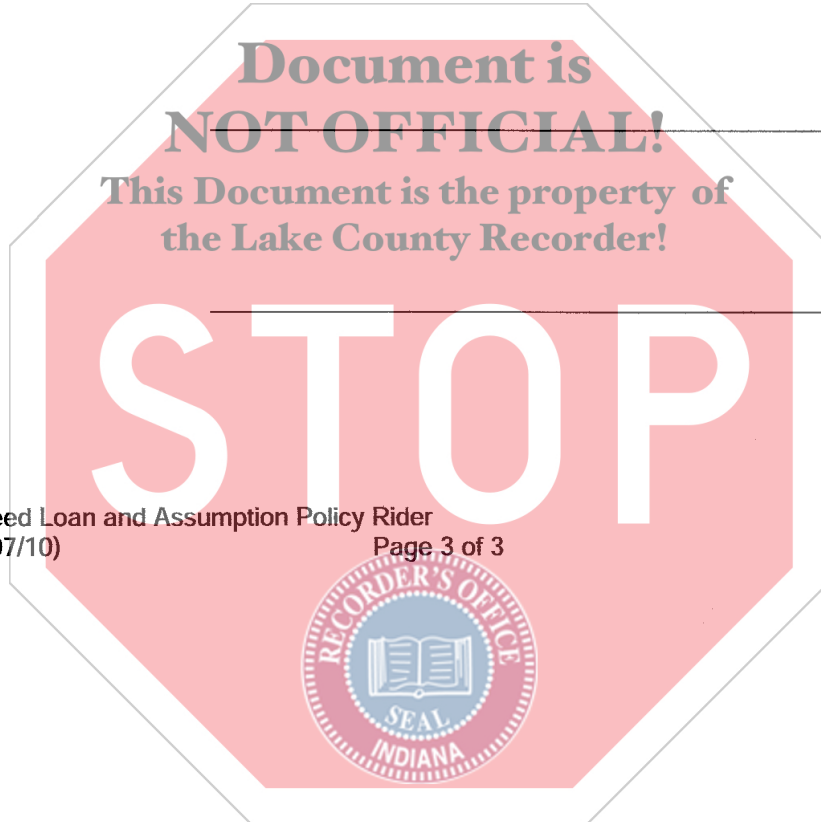 Document is
NOT OFFICIAL!
This Document is the property of
the Lake County Recorder!
STOP
eed Loan and Assumption Policy Rider
07/10) Page 3 of 3
RECORDER'S OFFICE
SEAL
INDIANA